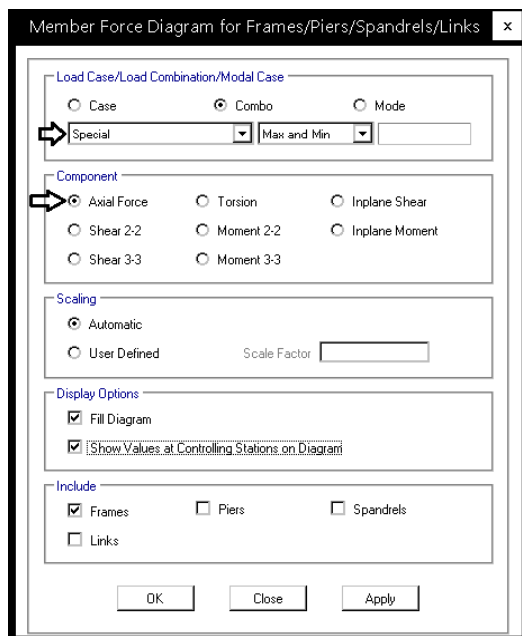 Member Force Diagram for Frames/Piers/Spandrels/Links x
Load Case/Load Combination/Modal Case
Case Combo Mode
Special Max and Min
Component
Axial Force Torsion Inplane Shear
Shear 2-2 Moment 2-2 Inplane Moment
Shear 3-3 Moment 3-3
Scaling
Automatic
User Defined Scale Factor
Display Options
Fill Diagram
Show Values at Controlling Stations on Diagram
Include
Frames Piers Spandrels
Links
OK Close Apply